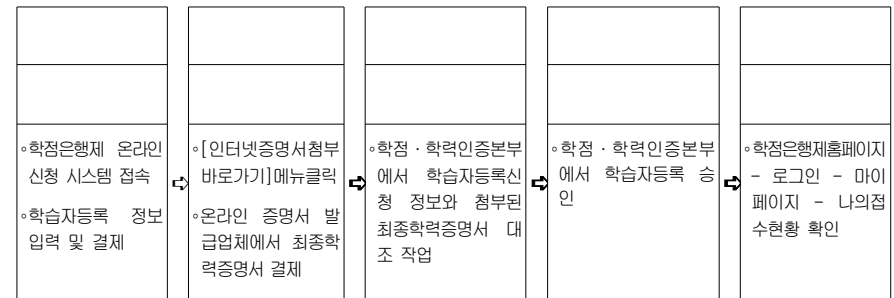 ◦학점은행제 온라인
신청 시스템 접속
◦학습자등록 정보
입력 및 결제
➪
◦[인터넷증명서첨부
바로가기]메뉴클릭
◦온라인 증명서 발
급업체에서 최종학
력증명서 결제
➪
◦학점 · 학력인증본부
에서 학습자등록신
청 정보와 첨부된
최종학력증명서 대
조 작업
➪
◦학점 · 학력인증본부
에서 학습자등록 승
인
➪
◦학점은행제홈페이지
- 로그인 - 마이
페이지 - 나의접
수현황 확인